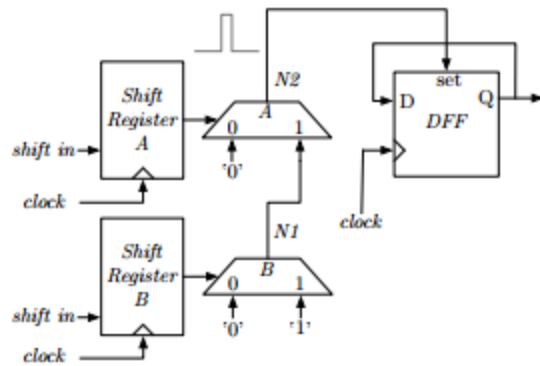 Shift
Register
A
shift in
clock
N2
A
0 1
'0'
set
D Q
DFF
clock
Shift
Register
B
shift in
clock
N1
B
0 1
'0' '1'